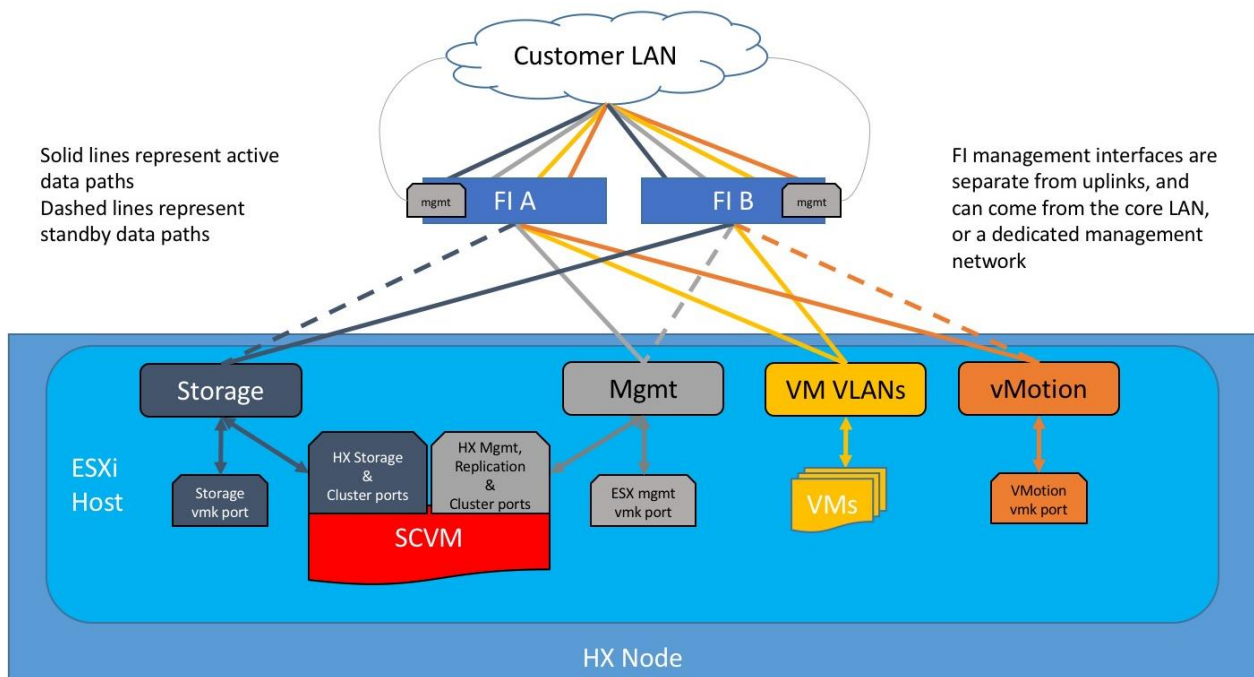 Customer LAN
Solid lines represent active
data paths
Dashed lines represent
standby data paths
FI management interfaces are
separate from uplinks, and
can come from the core LAN,
or a dedicated management
network
mgmt
FI A
FI B
mgmt
Storage
Mgmt
VM VLANs
vMotion
ESXi
Host
Storage
vmk port
HX Storage
&
Cluster ports
HX Mgmt,
Replication
&
Cluster ports
SCVM
ESX mgmt
vmk port
VMs
VMotion
vmk port
HX Node